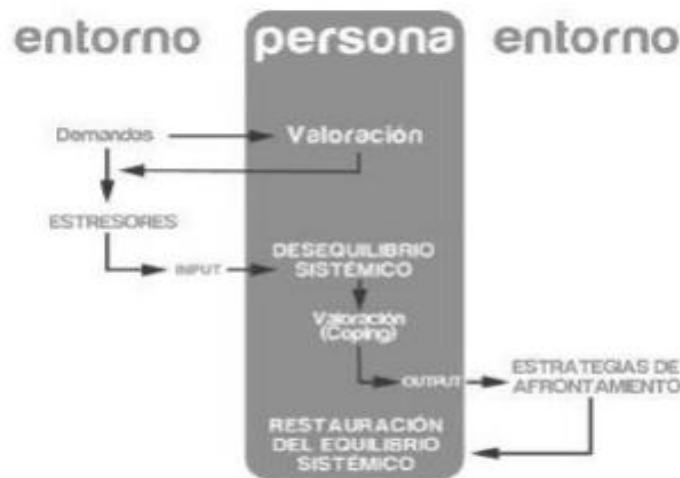 entorno persona entorno
Demandas Valoración
ESTRESORES
INPUT
DESEQUILIBRIO
SISTÉMICO
Valoración
(Coping)
OUTPUT
ESTRATEGIAS DE
AFRONTAMIENTO
RESTAURACIÓN
DEL EQUILIBRIO
SISTÉMICO